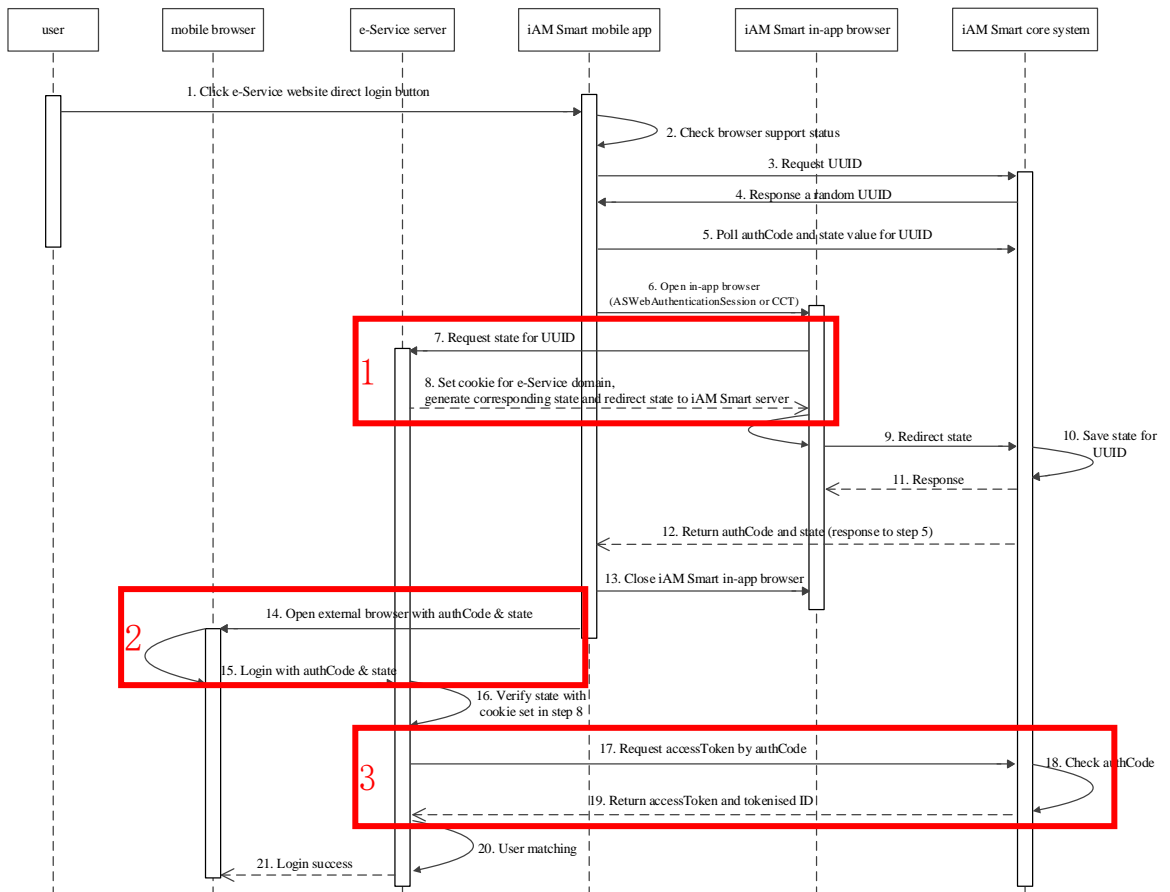 user
mobile browser
e-Service server
iAM Smart mobile app
iAM Smart in-app browser
iAM Smart core system
1. Click e-Service website direct login button
2. Check browser support status
3. Request UUID
4. Response a random UUID
5. Poll authCode and state value for UUID
6. Open in-app browser
(ASWebAuthenticationSession or CCT)
7. Request state for UUID
1
8. Set cookie for e-Service domain,
generate corresponding state and redirect state to iAM Smart server
9. Redirect state
10. Save state for
UUID
11. Response
12. Return authCode and state (response to step 5)
13. Close iAM Smart in-app browser
14. Open external browser with authCode & state
2
15. Login with authCode & state
16. Verify state with
cookie set in step 8
17. Request accessToken by authCode
3
18. Check authCode
19. Return accessToken and tokenised ID
20. User matching
21. Login success